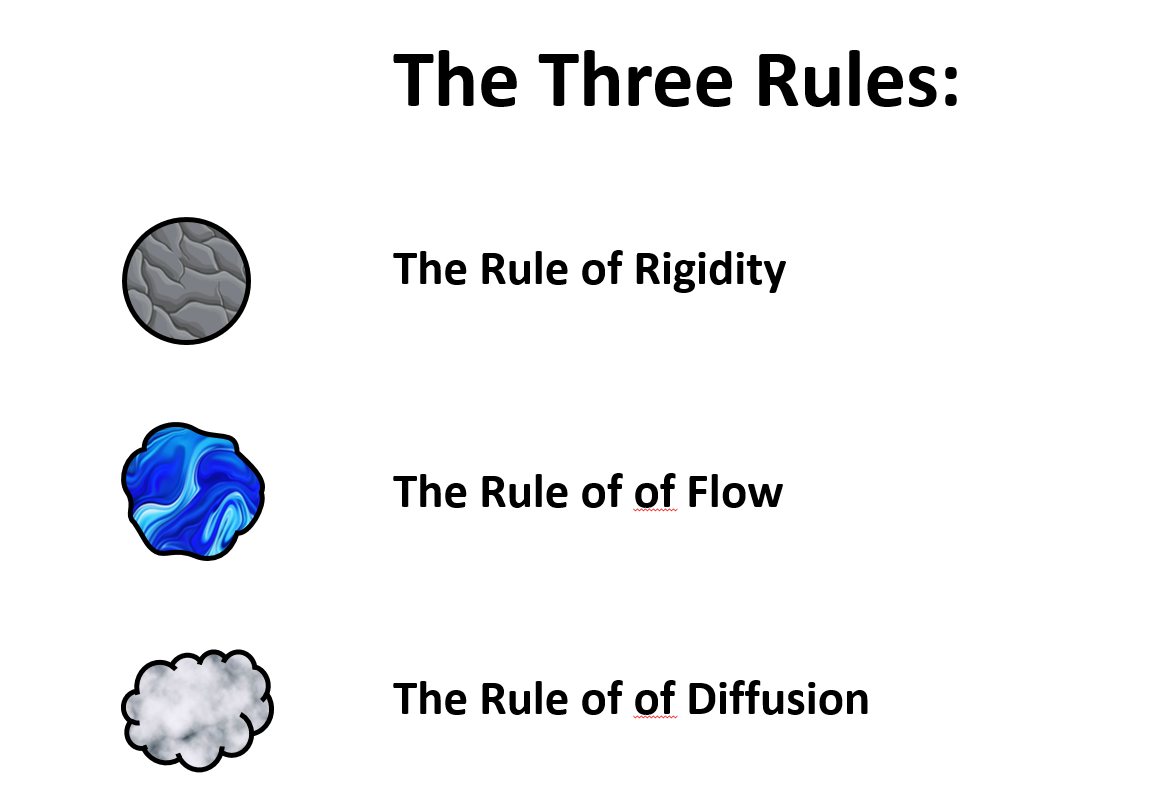 The Three Rules:
The Rule of Rigidity
The Rule of of Flow
The Rule of of Diffusion